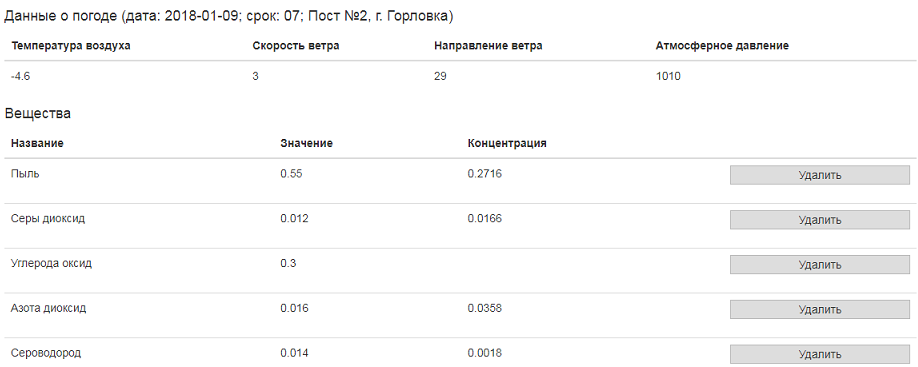 Данные о погоде (дата: 2018-01-09; срок: 07; Пост №2, г. Горловка)
Температура воздуха Скорость ветра Направление ветра Атмосферное давление
-4.6 3 29 1010
Вещества
Название Значение Концентрация
Пыль 0.55 0.2716 Удалить
Серы диоксид 0.012 0.0166 Удалить
Углерода оксид 0.3 Удалить
Азота диоксид 0.016 0.0358 Удалить
Сероводород 0.014 0.0018 Удалить